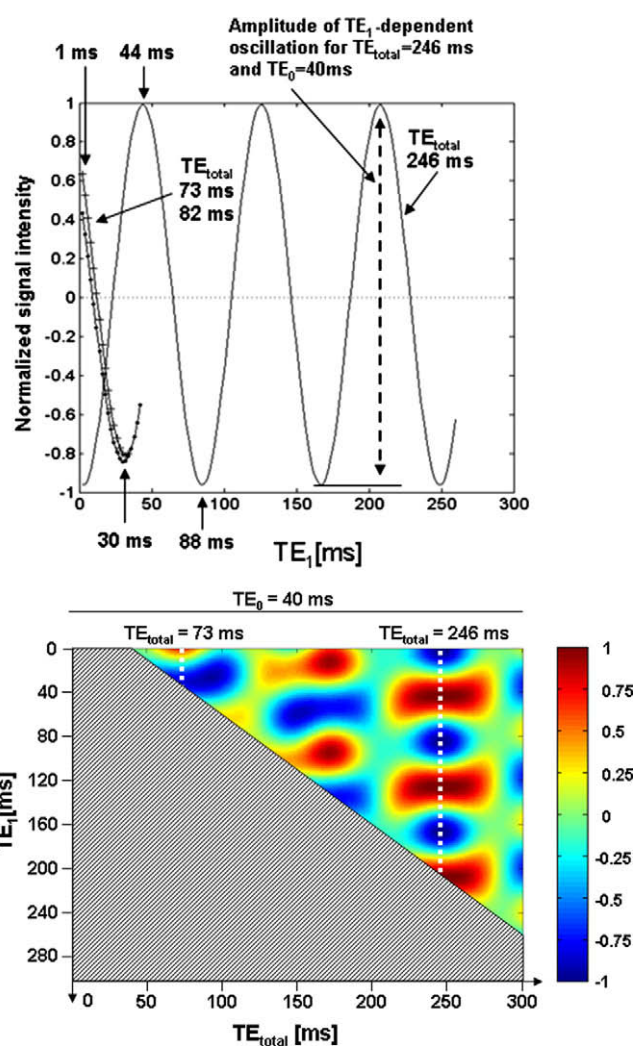 Amplitude of TE₁-dependent
oscillation for TEtotal=246 ms
and TE₀=40ms
1 ms
44 ms
1
0.8
0.6
0.4
0.2
0
-0.2
-0.4
-0.6
-0.8
-1
Normalized signal intensity
TEtotal
73 ms
82 ms
TEtotal
246 ms
50
100
150
200
250
300
30 ms
88 ms
TE₁[ms]
TE₀ = 40 ms
TEtotal = 73 ms
TEtotal = 246 ms
0
40
80
120
160
200
240
280
TE₁[ms]
0
50
100
150
200
250
300
TEtotal [ms]
1
0.75
0.5
0.25
0
-0.25
-0.5
-0.75
-1